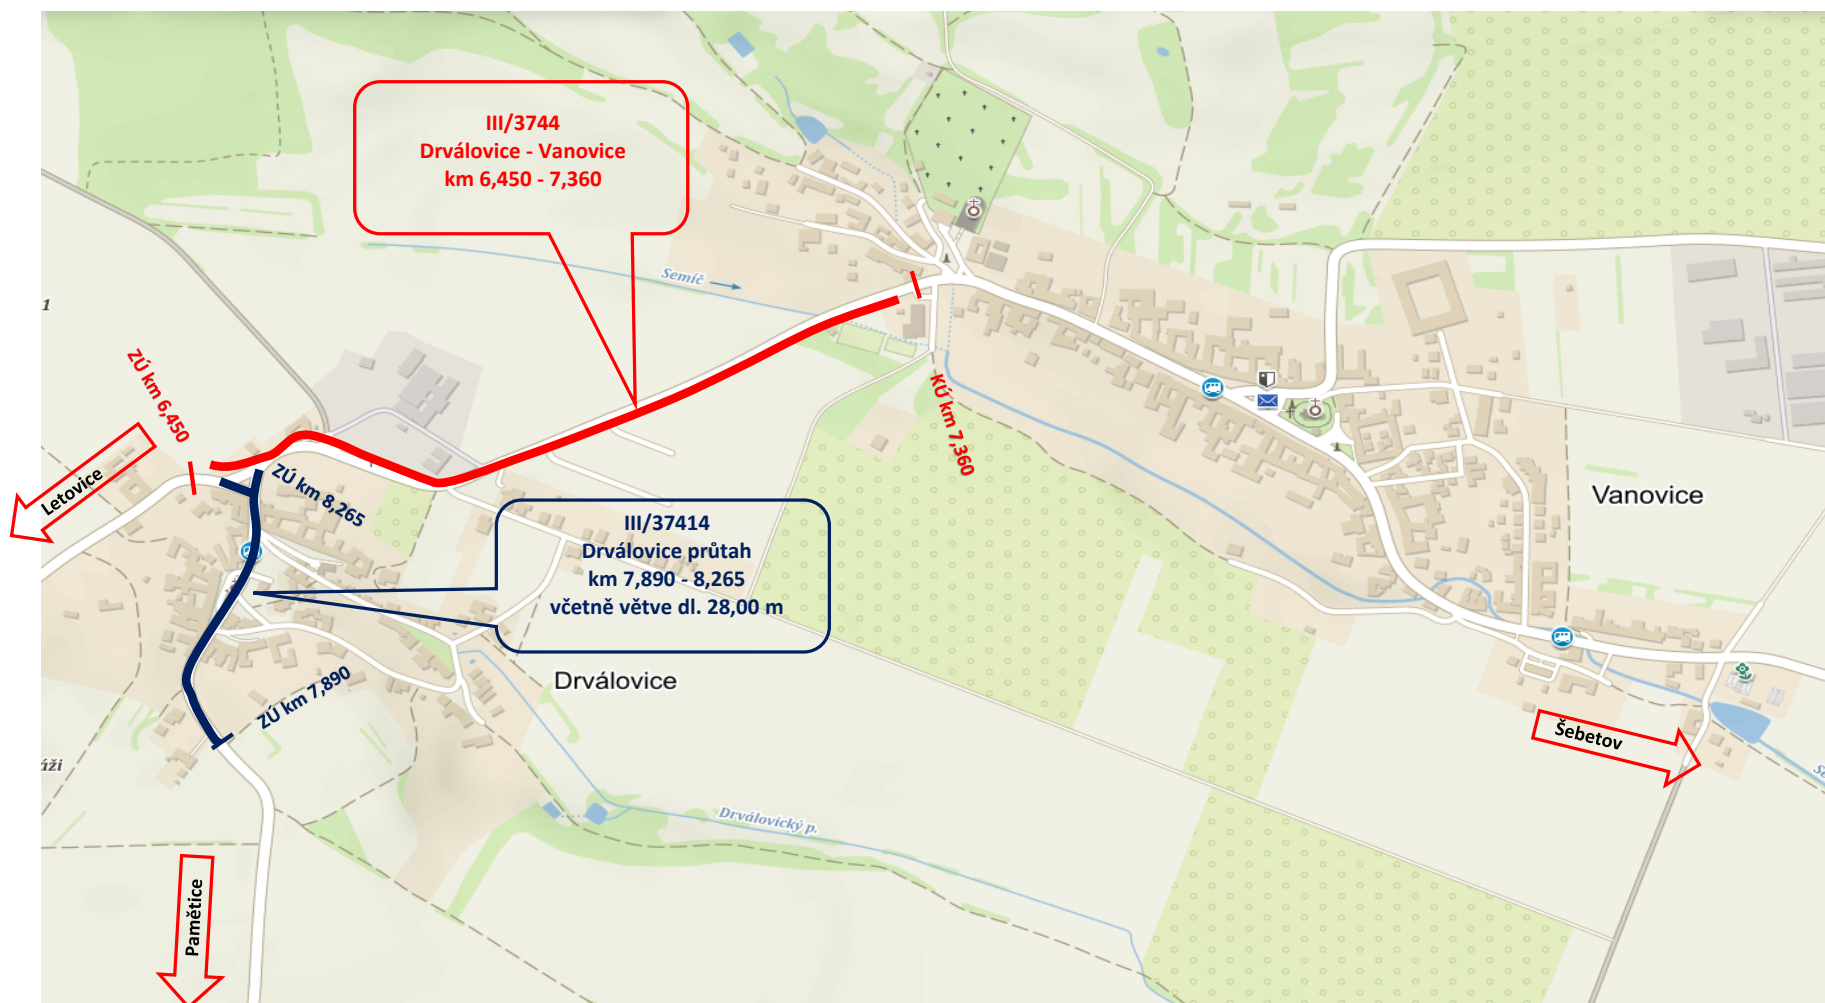 III/3744
Drválovice - Vanovice
km 6,450 - 7,360
Semíč
1
ZÚ km 6,450
KÚ km 7,360
Letovice
ZÚ km 8,265
Vanovice
III/37414
Drválovice průtah
km 7,890 - 8,265
včetně větve dl. 28,00 m
Drválovice
ZÚ km 7,890
Šebetov
áži
Drválovický p.
Pamětice